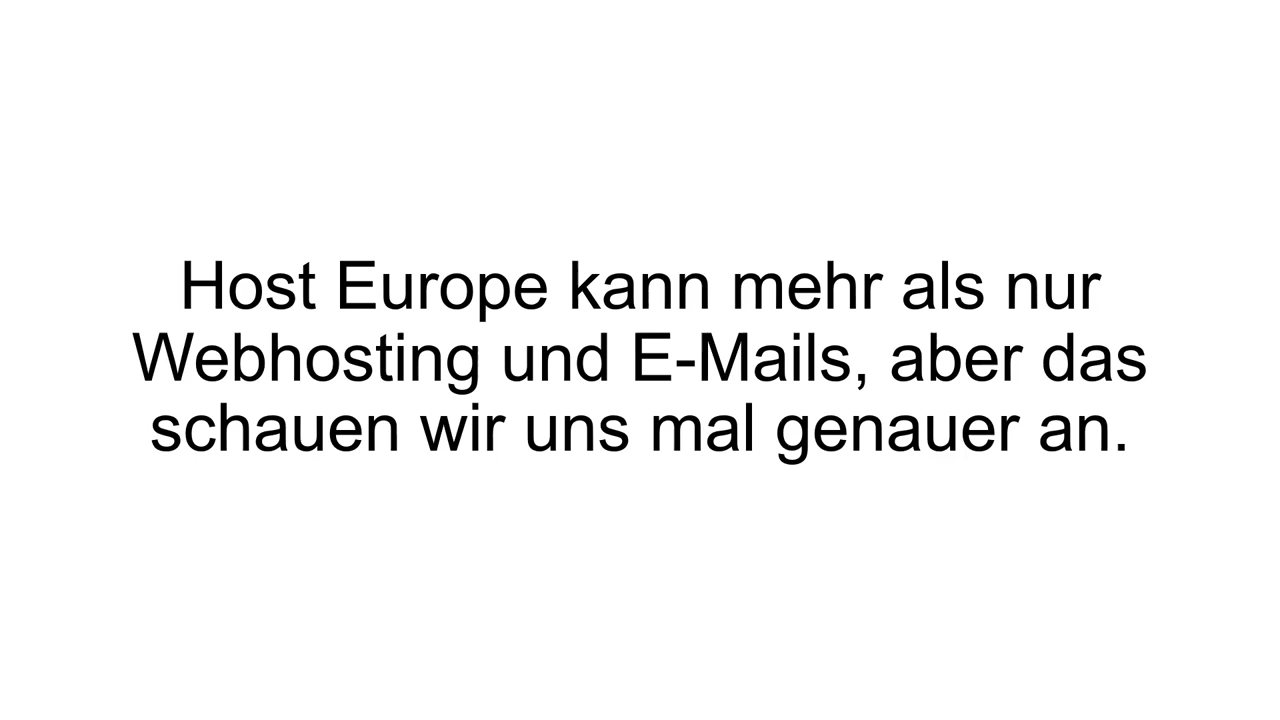 Host Europe kann mehr als nur
Webhosting und E-Mails, aber das
schauen wir uns mal genauer an.